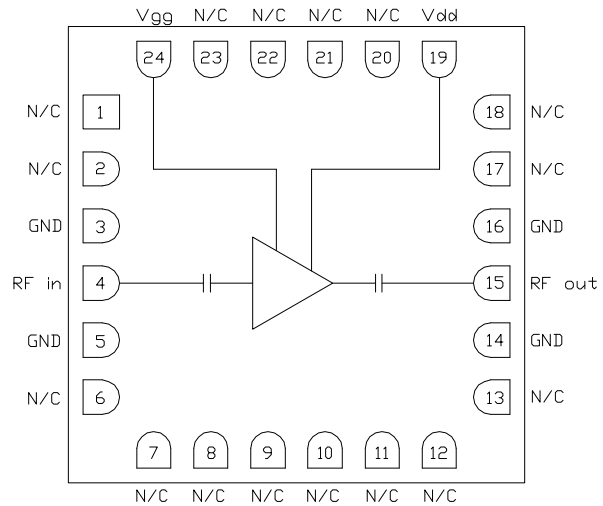 Vgg N/C N/C N/C N/C Vdd
24 23 22 21 20 19
N/C 1 18 N/C
N/C 2 17 N/C
GND 3 16 GND
RF in 4 15 RF out
GND 5 14 GND
N/C 6 13 N/C
7 8 9 10 11 12
N/C N/C N/C N/C N/C N/C